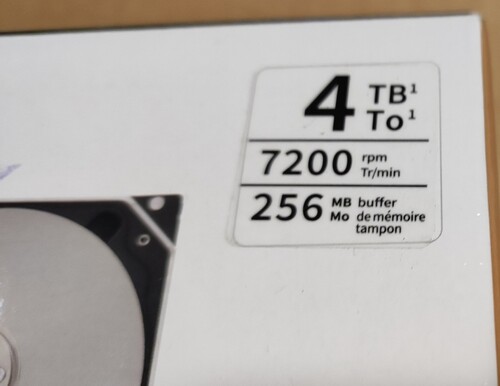 4 TB¹
To¹
7200 rpm
Tr/min
256 MB buffer
Mo de mémoire
tampon